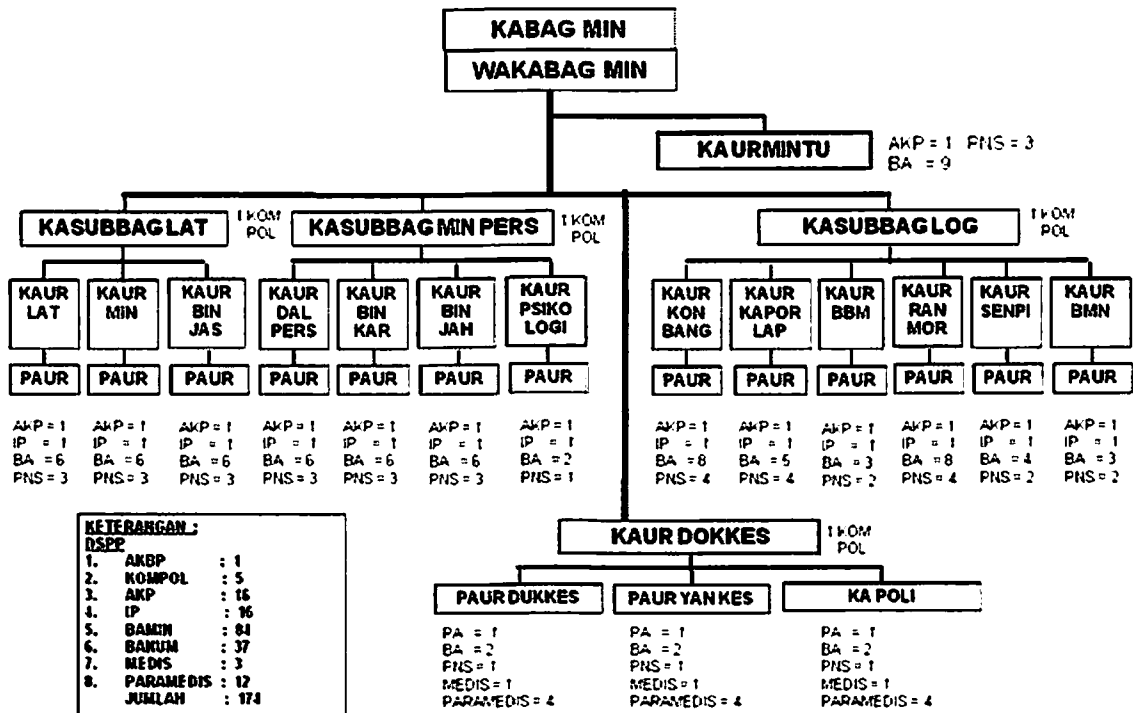 KABAG MIN
WAKABAG MIN
KAURMINTU
AKP = 1 PNS = 3
BA = 9
KASUBBAG LAT
1 KOM
POL
KASUBBAG MIN PERS
1 KOM
POL
KASUBBAG LOG
1 KOM
POL
KAUR
LAT
KAUR
MIN
KAUR
BIN
JAS
KAUR
DAL
PERS
KAUR
BIN
KAR
KAUR
BIN
JAH
KAUR
PSIKO
LOGI
KAUR
KON
BANG
KAUR
KAPOR
LAP
KAUR
BBM
KAUR
RAN
MOR
KAUR
SENPI
KAUR
BMN
PAUR
PAUR
PAUR
PAUR
PAUR
PAUR
PAUR
PAUR
PAUR
PAUR
PAUR
PAUR
PAUR
AKP = 1
IP = 1
BA = 6
PNS = 3
AKP = 1
IP = 1
BA = 6
PNS = 3
AKP = 1
IP = 1
BA = 6
PNS = 3
AKP = 1
IP = 1
BA = 6
PNS = 3
AKP = 1
IP = 1
BA = 6
PNS = 3
AKP = 1
IP = 1
BA = 6
PNS = 3
AKP = 1
IP = 1
BA = 2
PNS = 1
AKP = 1
IP = 1
BA = 8
PNS = 4
AKP = 1
IP = 1
BA = 5
PNS = 4
AKP = 1
IP = 1
BA = 3
PNS = 2
AKP = 1
IP = 1
BA = 8
PNS = 4
AKP = 1
IP = 1
BA = 4
PNS = 2
AKP = 1
IP = 1
BA = 3
PNS = 2
KAUR DOKKES
1 KOM
POL
PAUR DUKKES
PAUR YAN KES
KA POLI
PA = 1
BA = 2
PNS = 1
MEDIS = 1
PARAMEDIS = 4
PA = 1
BA = 2
PNS = 1
MEDIS = 1
PARAMEDIS = 4
PA = 1
BA = 2
PNS = 1
MEDIS = 1
PARAMEDIS = 4
KETERANGAN :
DSPP
1. AKBP : 1
2. KOMPOL : 5
3. AKP : 16
4. IP : 16
5. BAMIN : 84
6. BANUM : 37
7. MEDIS : 3
8. PARAMEDIS : 12
JUMLAH : 174